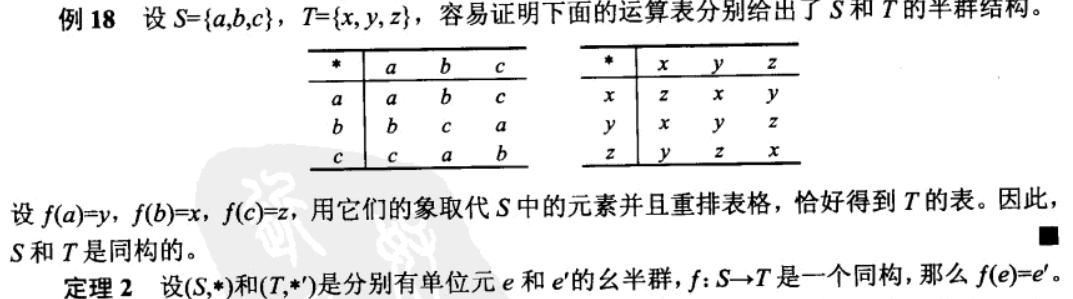 例 18 设 S={a,b,c}，T={x, y, z}，容易证明下面的运算表分别给出了 S 和 T 的半群结构。
* a b c
a a b c
b b c a
c c a b
* x y z
x z x y
y x y z
z y z x
设 f(a)=y，f(b)=x，f(c)=z，用它们的象取代 S 中的元素并且重排表格，恰好得到 T 的表。因此，
S 和 T 是同构的。 ■
定理 2 设(S,*)和(T,*′)是分别有单位元 e 和 e′的幺半群，f: S→T 是一个同构，那么 f(e)=e′。